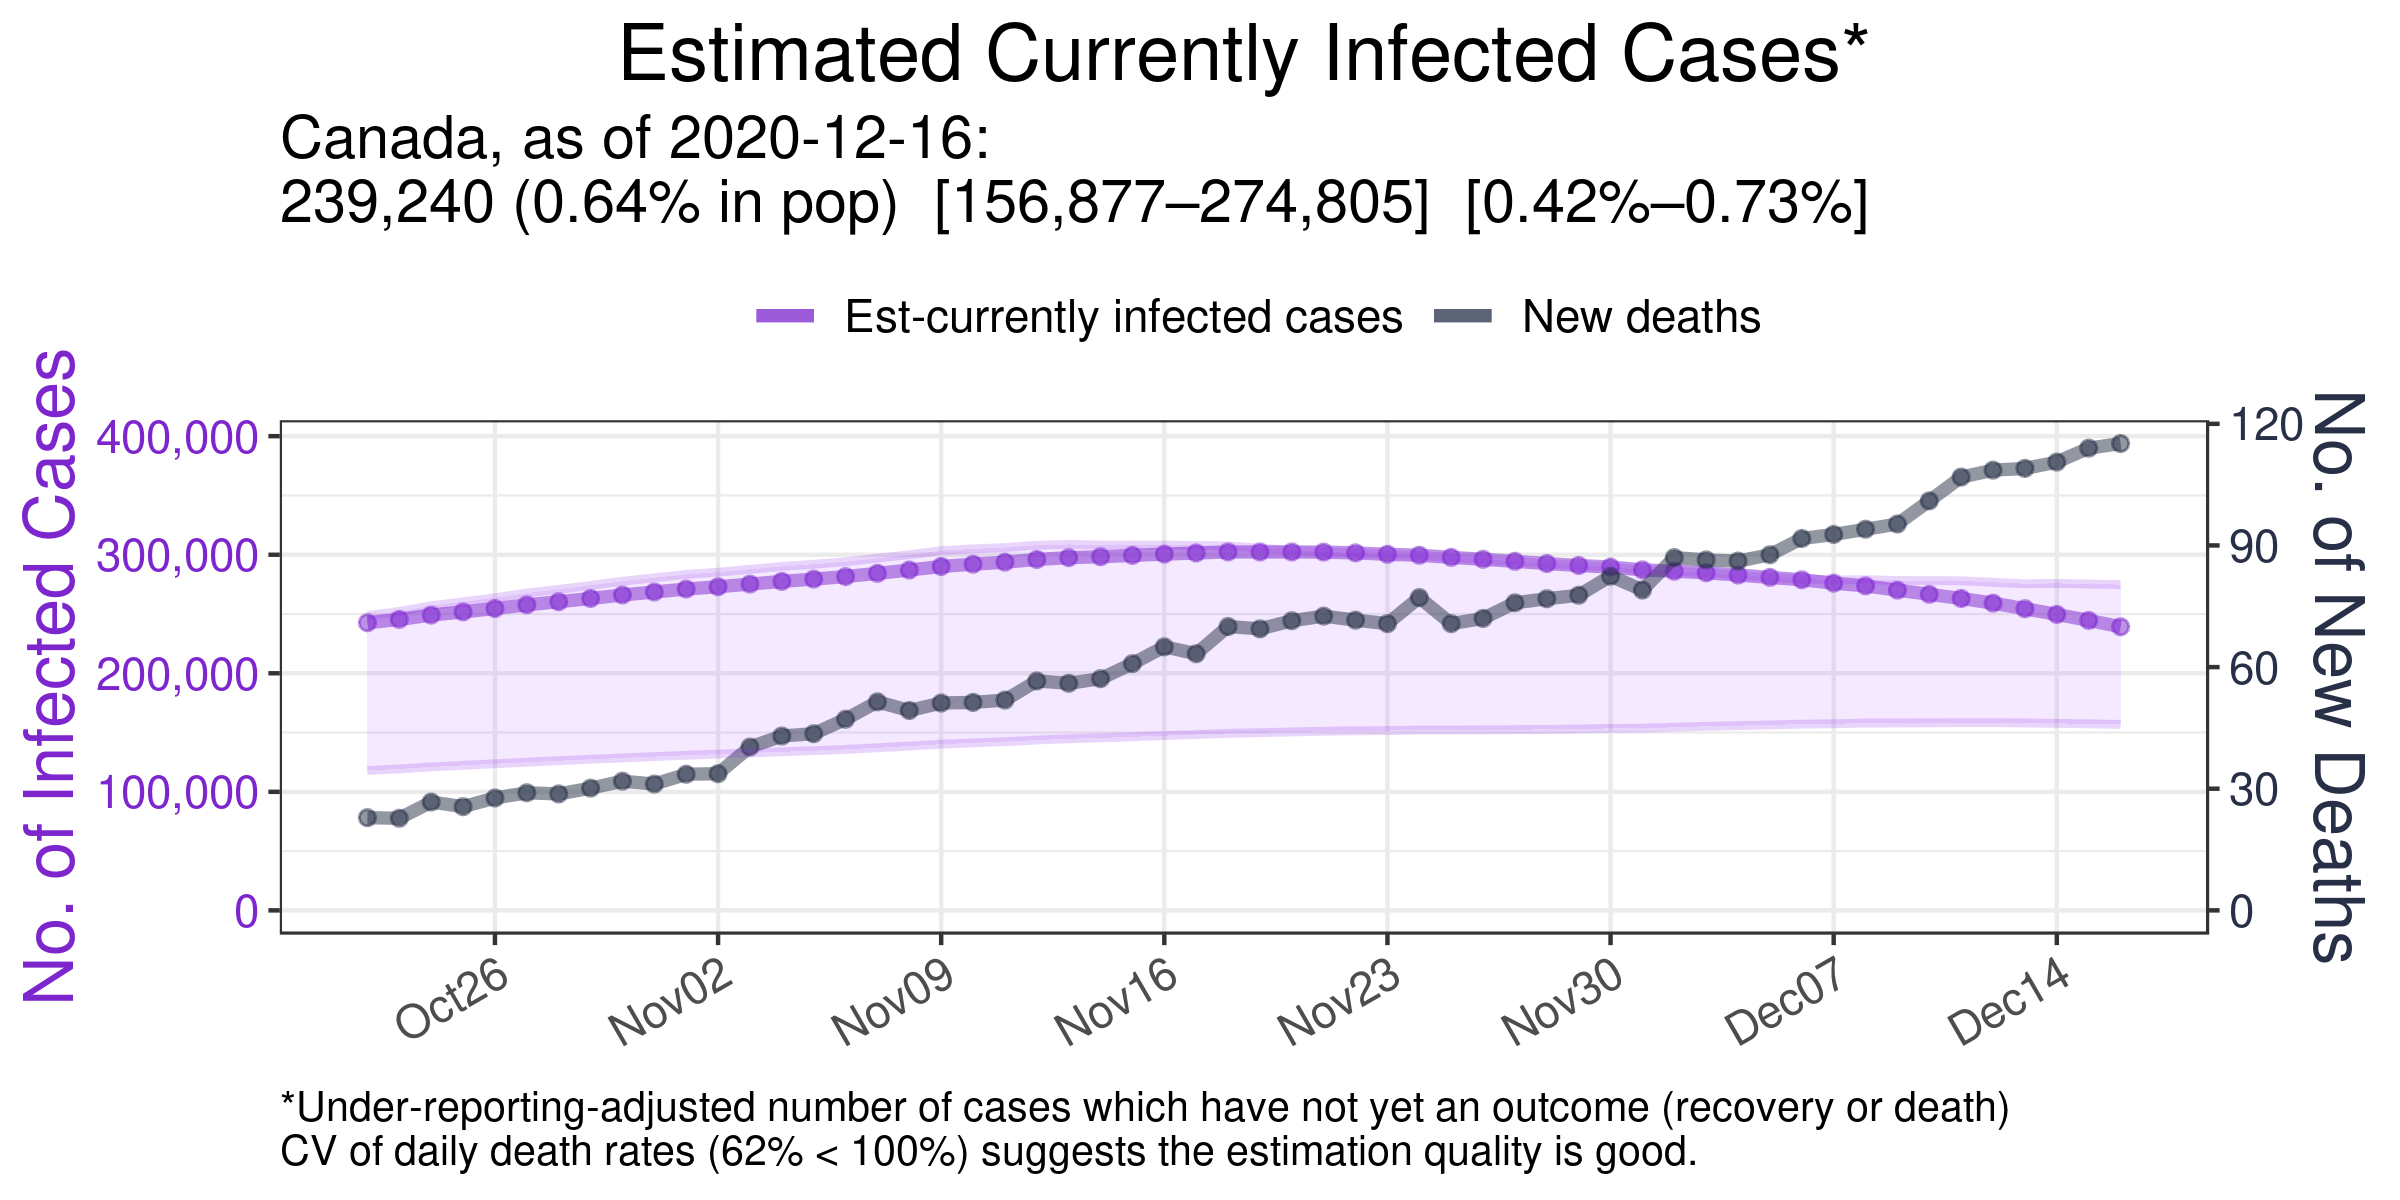 Estimated Currently Infected Cases*
Canada, as of 2020-12-16:
239,240 (0.64% in pop)  [156,877–274,805]  [0.42%–0.73%]
Est-currently infected cases
New deaths
No. of Infected Cases
400,000
300,000
200,000
100,000
0
120
90
60
30
0
No. of New Deaths
Oct26
Nov02
Nov09
Nov16
Nov23
Nov30
Dec07
Dec14
*Under-reporting-adjusted number of cases which have not yet an outcome (recovery or death)
CV of daily death rates (62% < 100%) suggests the estimation quality is good.